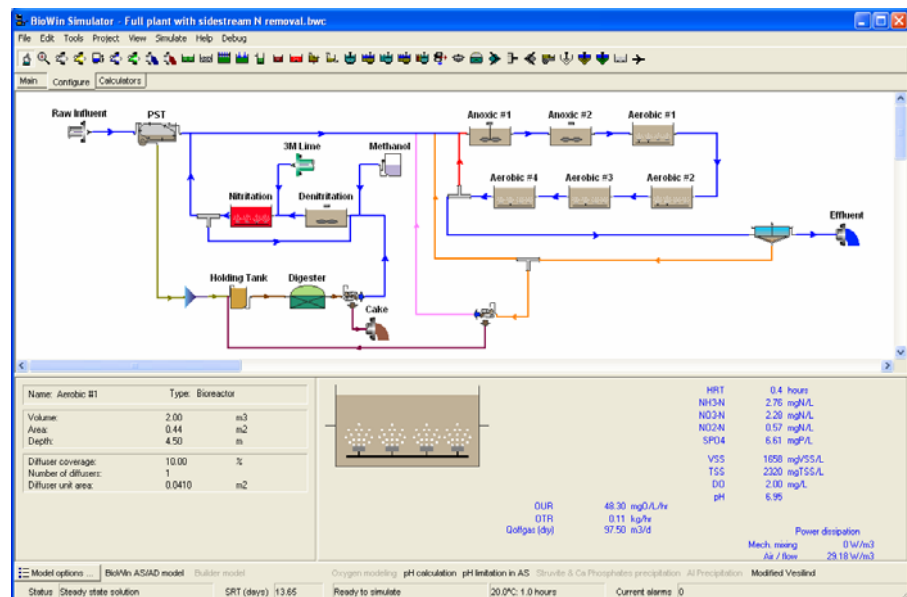 BioWin Simulator - Full plant with sidestream N removal.bwc
File Edit Tools Project View Simulate Help Debug
Main Configure Calculators
Raw Influent PST Anoxic #1 Anoxic #2 Aerobic #1
3M Lime Methanol
Aerobic #4 Aerobic #3 Aerobic #2
Nitritation Denitritation
Effluent
Holding Tank Digester
Cake
Name: Aerobic #1 Type: Bioreactor
Volume: 2.00 m3
Area: 0.44 m2
Depth: 4.50 m
Diffuser coverage: 10.00 %
Number of diffusers: 1
Diffuser unit area: 0.0410 m2
HRT 0.4 hours
NH3-N 2.76 mgN/L
NO3-N 2.28 mgN/L
NO2-N 0.57 mgN/L
SPO4 6.61 mgP/L
VSS 1658 mgVSS/L
TSS 2320 mgTSS/L
DO 2.00 mg/L
pH 6.95
OUR 48.30 mgO/L/hr
OTR 0.11 kg/hr
Qoffgas (dry) 97.50 m3/d
Power dissipation
Mech. mixing 0 W/m3
Air / flow 29.18 W/m3
Model options ... BioWin AS/AD model Builder model Oxygen modeling pH calculation pH limitation in AS Struvite & Ca Phosphates precipitation Al Precipitation Modified Vesilind
Status Steady state solution SRT (days) 13.65 Ready to simulate 20.0ºC: 1.0 hours Current alarms 0